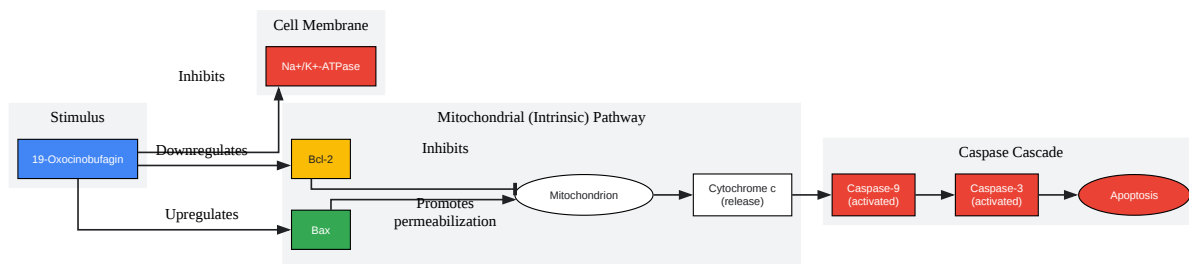 Cell Membrane
Na+/K+-ATPase
Inhibits
Stimulus
19-Oxocinobufagin
Downregulates
Upregulates
Mitochondrial (Intrinsic) Pathway
Bcl-2
Inhibits
Bax
Promotes
permeabilization
Mitochondrion
Cytochrome c
(release)
Caspase Cascade
Caspase-9
(activated)
Caspase-3
(activated)
Apoptosis